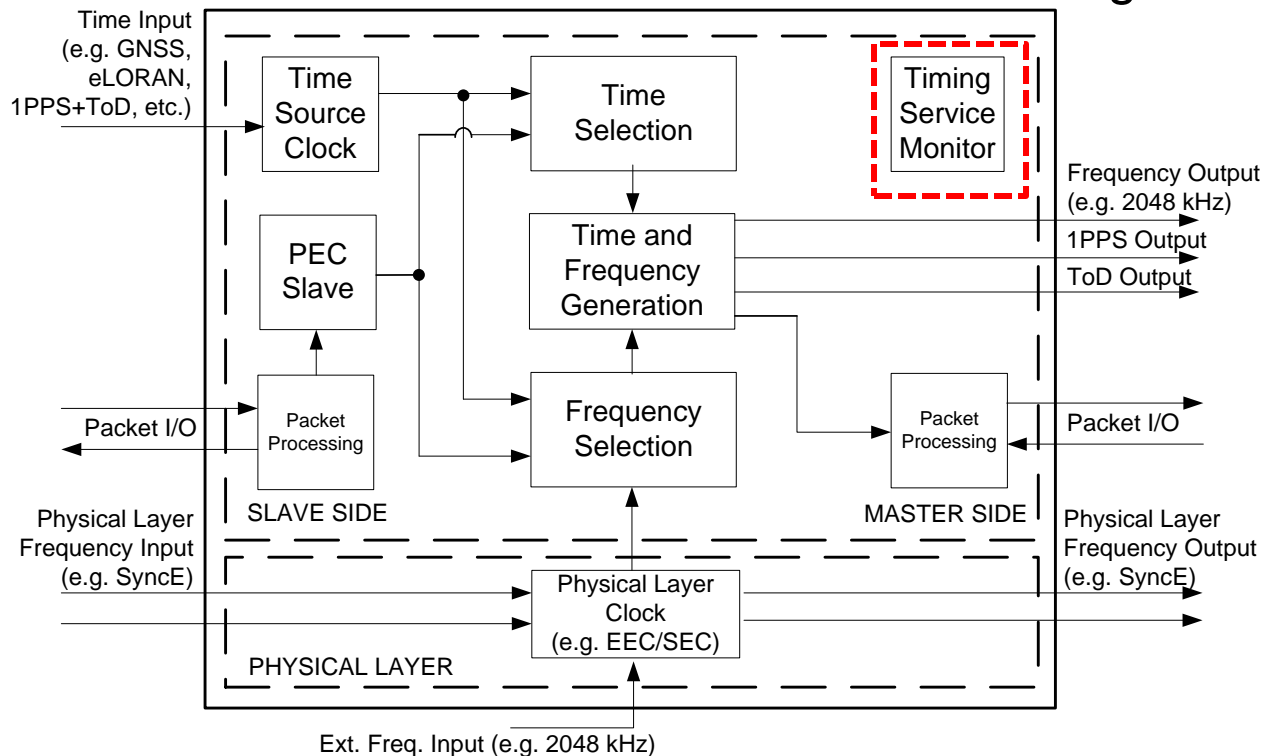 g
Time Input
(e.g. GNSS,
eLORAN,
1PPS+ToD, etc.)
Time
Source
Clock
Time
Selection
Timing
Service
Monitor
Frequency Output
(e.g. 2048 kHz)
1PPS Output
ToD Output
PEC
Slave
Time and
Frequency
Generation
Packet I/O
Packet
Processing
Frequency
Selection
Packet
Processing
Packet I/O
SLAVE SIDE
MASTER SIDE
Physical Layer
Frequency Input
(e.g. SyncE)
Physical Layer
Clock
(e.g. EEC/SEC)
Physical Layer
Frequency Output
(e.g. SyncE)
PHYSICAL LAYER
Ext. Freq. Input (e.g. 2048 kHz)